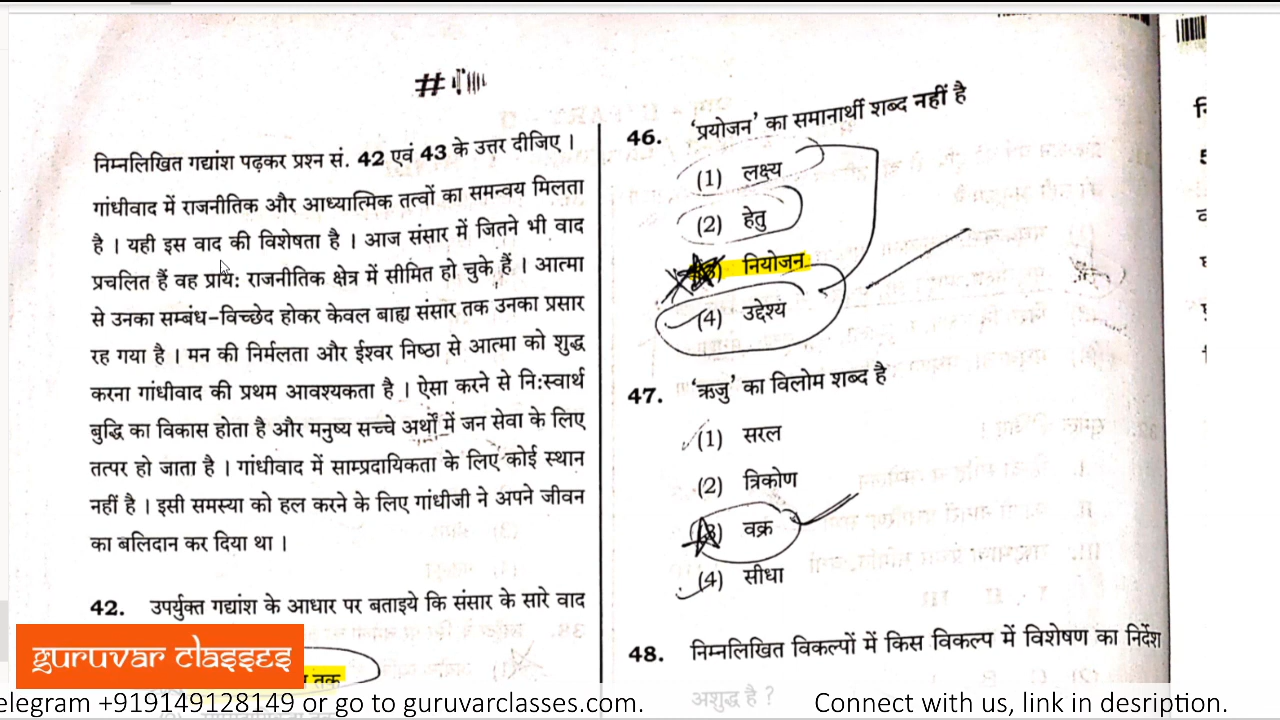 निम्नलिखित गद्यांश पढ़कर प्रश्न सं. 42 एवं 43 के उत्तर दीजिए ।
गांधीवाद में राजनीतिक और आध्यात्मिक तत्वों का समन्वय मिलता
है । यही इस वाद की विशेषता है । आज संसार में जितने भी वाद
प्रचलित हैं वह प्राय: राजनीतिक क्षेत्र में सीमित हो चुके हैं । आत्मा
से उनका सम्बंध-विच्छेद होकर केवल बाह्य संसार तक उनका प्रसार
रह गया है । मन की निर्मलता और ईश्वर निष्ठा से आत्मा को शुद्ध
करना गांधीवाद की प्रथम आवश्यकता है । ऐसा करने से नि:स्वार्थ
बुद्धि का विकास होता है और मनुष्य सच्चे अर्थों में जन सेवा के लिए
तत्पर हो जाता है । गांधीवाद में साम्प्रदायिकता के लिए कोई स्थान
नहीं है । इसी समस्या को हल करने के लिए गांधीजी ने अपने जीवन
का बलिदान कर दिया था ।
42. उपर्युक्त गद्यांश के आधार पर बताइये कि संसार के सारे वाद
तक
46. 'प्रयोजन' का समानार्थी शब्द नहीं है
(1) लक्ष्य
(2) हेतु
नियोजन
(4) उद्देश्य
47. 'ऋजु' का विलोम शब्द है
(1) सरल
(2) त्रिकोण
(3) वक्र
(4) सीधा
48. निम्नलिखित विकल्पों में किस विकल्प में विशेषण का निर्देश
अशुद्ध है ?
guruvar classes
elegram +919149128149 or go to guruvarclasses.com.
Connect with us, link in desription.